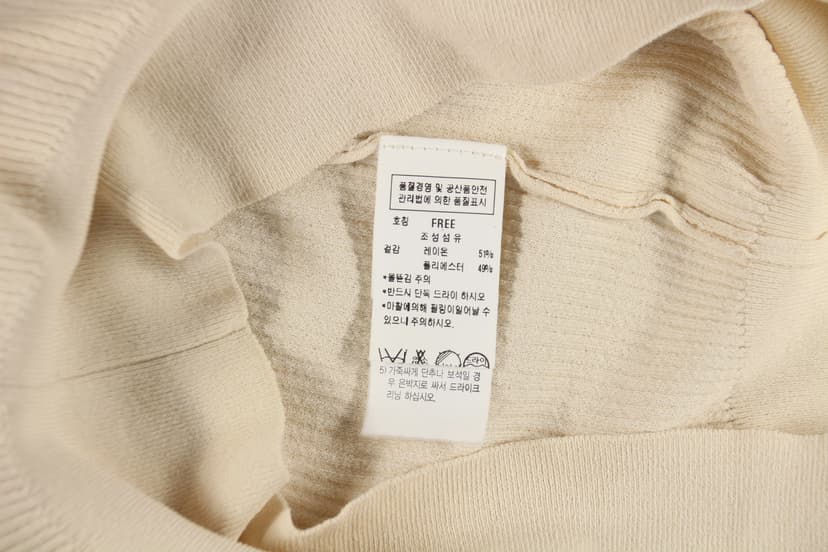 품질경영 및 공산품안전
관리법에 의한 품질표시
호칭 FREE
조성섬유
겉감 레이온 51%
폴리에스터 49%
*올뜯김 주의
*반드시 단독 드라이 하시오
*마찰에의해 필링이일어날 수
있으니 주의하시오.
드라이
5) 가죽싸게 단추나 보석일 경
우 은박지로 싸서 드라이크
리닝 하십시오.